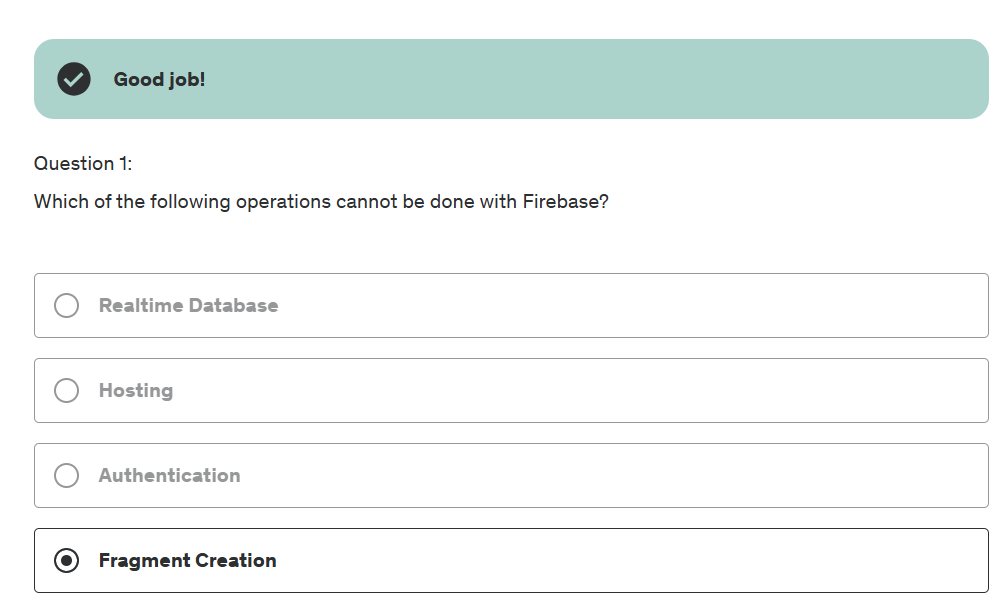 Good job!
Question 1:
Which of the following operations cannot be done with Firebase?
Realtime Database
Hosting
Authentication
Fragment Creation